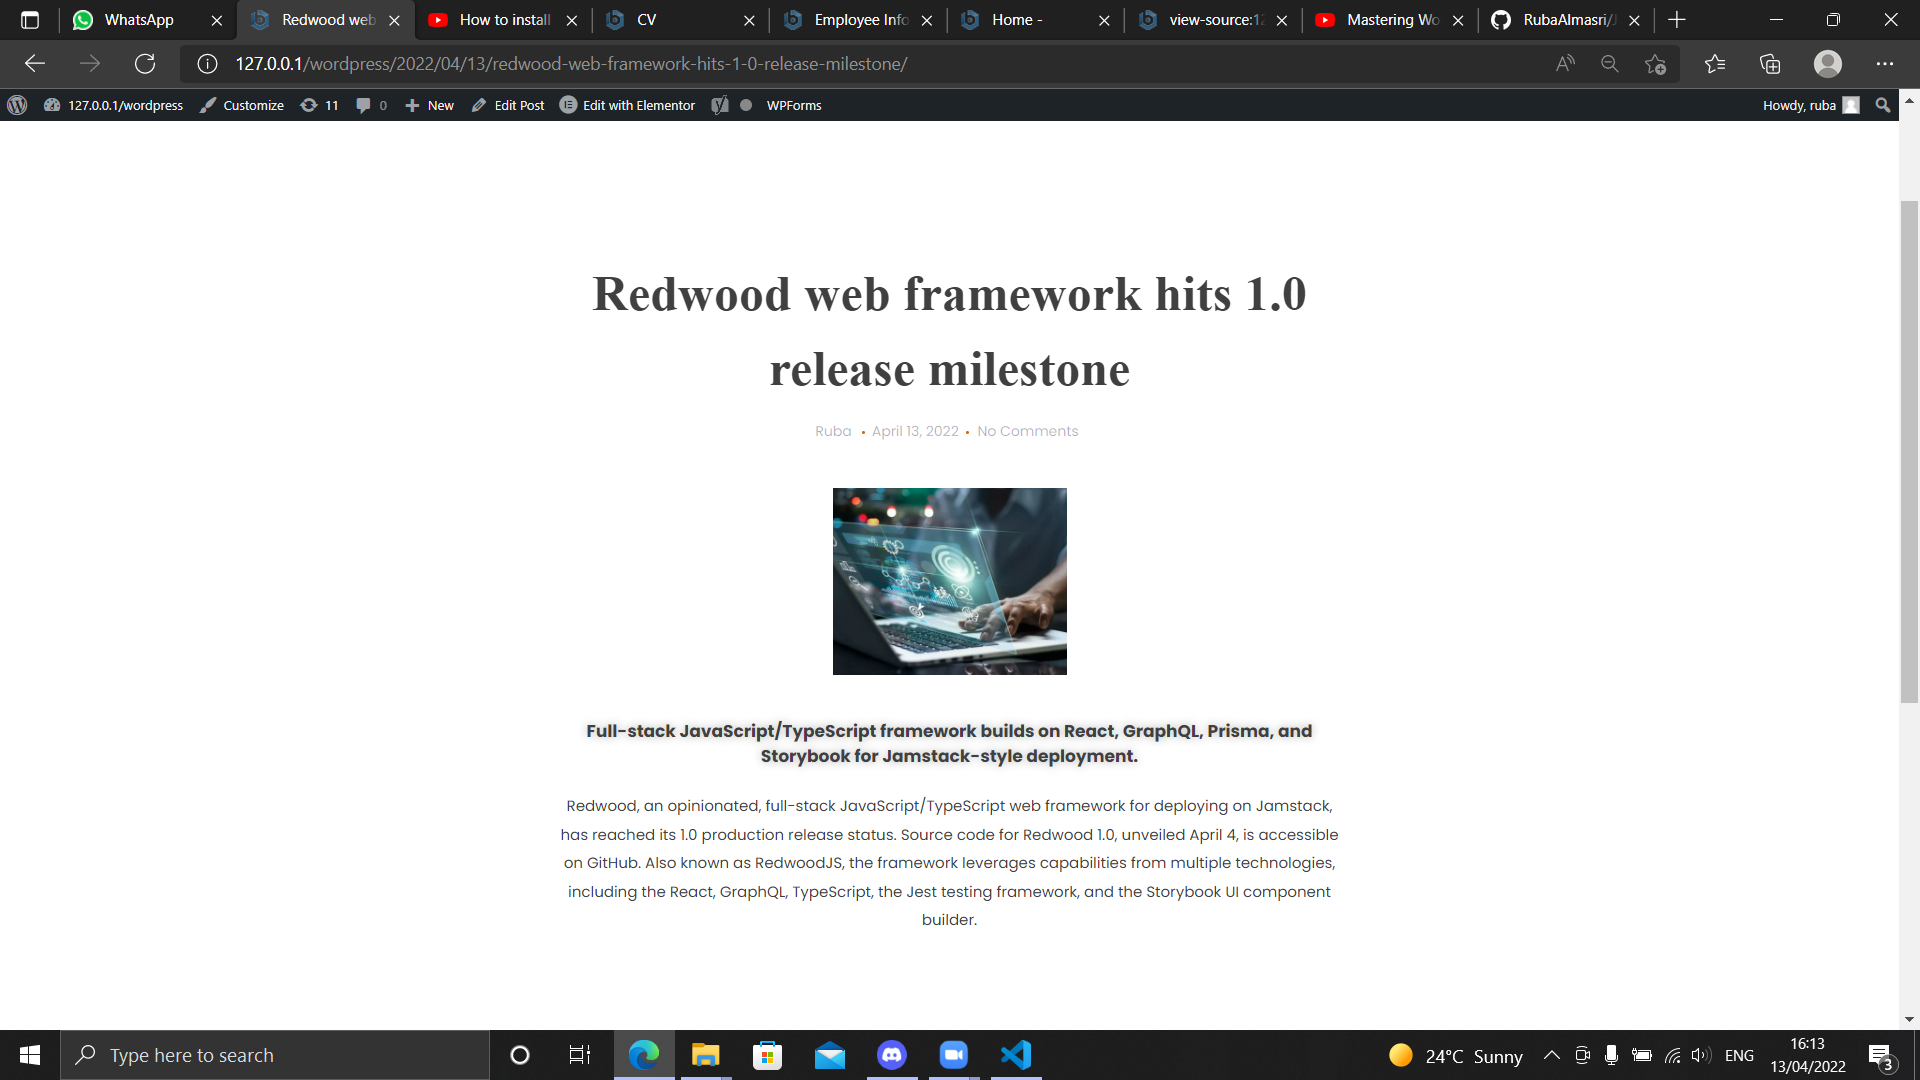 WhatsApp
Redwood web
How to install
CV
Employee Info
Home -
view-source:12
Mastering Wo
RubaAlmasri/J
127.0.0.1/wordpress/2022/04/13/redwood-web-framework-hits-1-0-release-milestone/
127.0.0.1/wordpress
Customize
11
0
New
Edit Post
Edit with Elementor
WPForms
Howdy, ruba
Redwood web framework hits 1.0
release milestone
Ruba • April 13, 2022 • No Comments
Full-stack JavaScript/TypeScript framework builds on React, GraphQL, Prisma, and
Storybook for Jamstack-style deployment.
Redwood, an opinionated, full-stack JavaScript/TypeScript web framework for deploying on Jamstack,
has reached its 1.0 production release status. Source code for Redwood 1.0, unveiled April 4, is accessible
on GitHub. Also known as RedwoodJS, the framework leverages capabilities from multiple technologies,
including the React, GraphQL, TypeScript, the Jest testing framework, and the Storybook UI component
builder.
Type here to search
24°C Sunny
ENG
16:13
13/04/2022
3